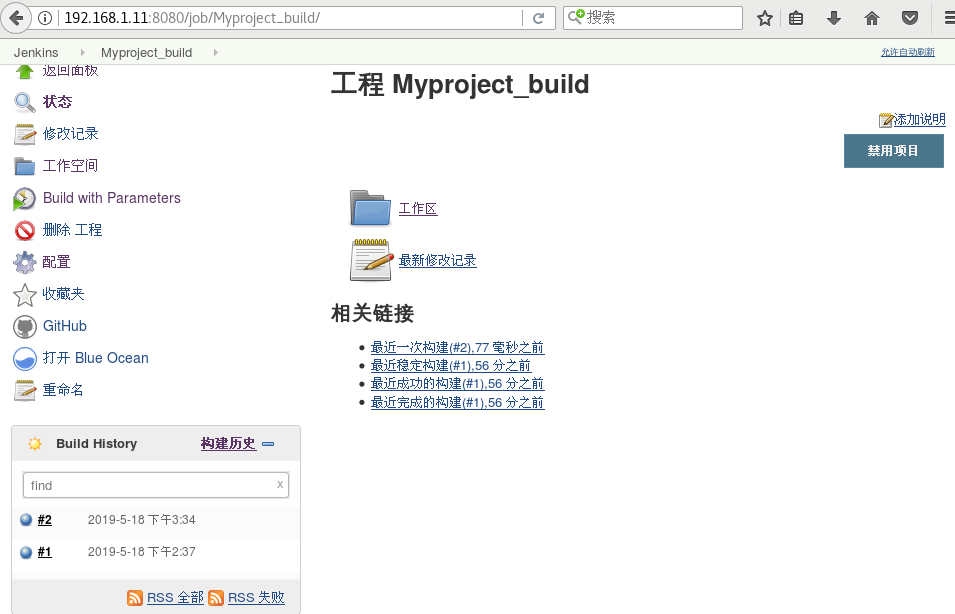 192.168.1.11:8080/job/Myproject_build/
搜索
Jenkins Myproject_build 允许自动刷新
返回面板
状态
修改记录
工作空间
Build with Parameters
删除 工程
配置
收藏夹
GitHub
打开 Blue Ocean
重命名
Build History 构建历史
find x
#2 2019-5-18 下午3:34
#1 2019-5-18 下午2:37
RSS 全部 RSS 失败
工程 Myproject_build
添加说明
禁用项目
工作区
最新修改记录
相关链接
最近一次构建(#2),77 毫秒之前
最近稳定构建(#1),56 分之前
最近成功的构建(#1),56 分之前
最近完成的构建(#1),56 分之前